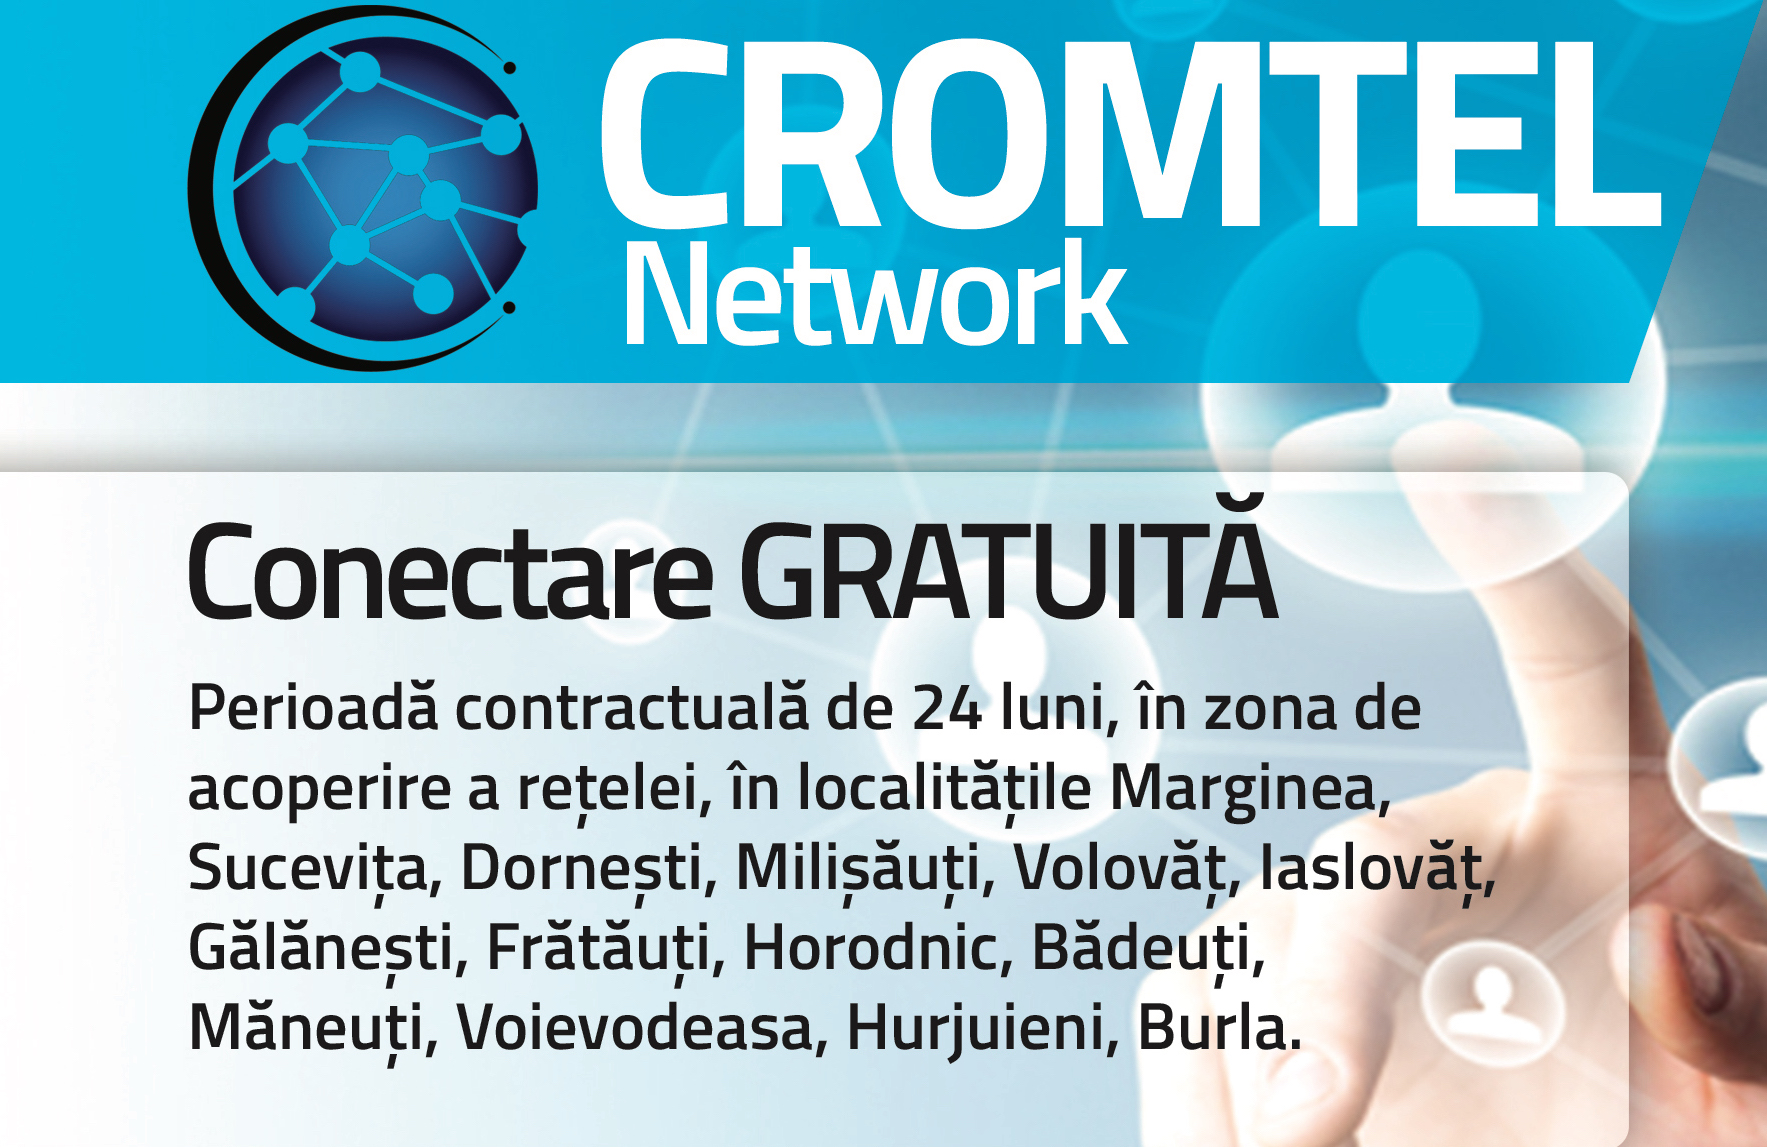 CROMTEL
Network
Conectare GRATUITĂ
Perioadă contractuală de 24 luni, în zona de
acoperire a rețelei, în localitățile Marginea,
Sucevița, Dornești, Milișăuți, Volovăț, Iaslovăț,
Gălănești, Frătăuți, Horodnic, Bădeuți,
Măneuți, Voievodeasa, Hurjuieni, Burla.